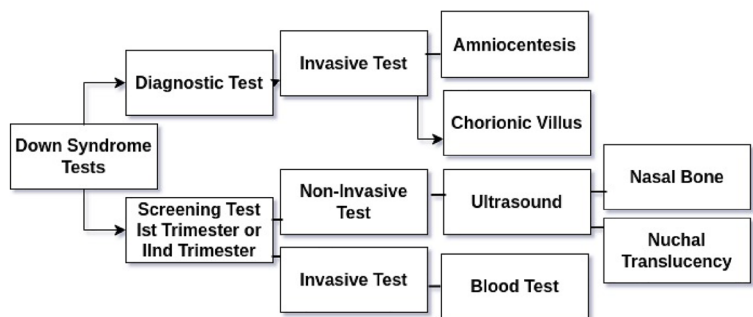 Down Syndrome
Tests
Diagnostic Test
Invasive Test
Amniocentesis
Chorionic Villus
Screening Test
Ist Trimester or
IInd Trimester
Non-Invasive
Test
Ultrasound
Nasal Bone
Nuchal
Translucency
Invasive Test
Blood Test